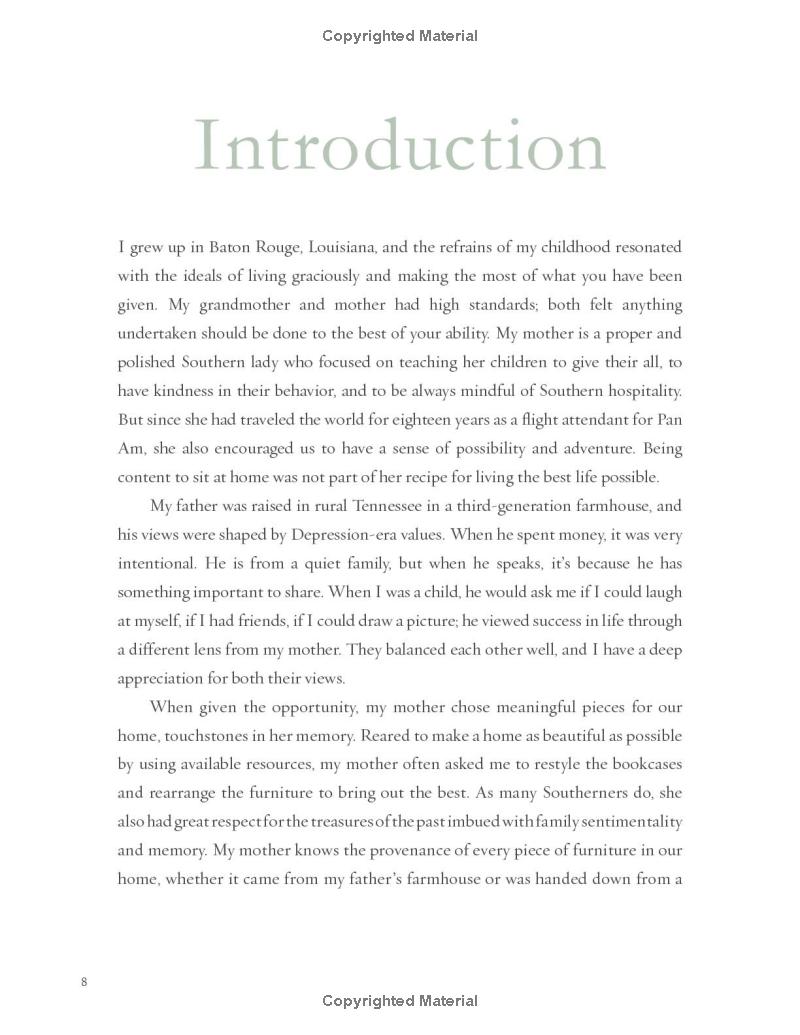 Copyrighted Material
Introduction
I grew up in Baton Rouge, Louisiana, and the refrains of my childhood resonated
with the ideals of living graciously and making the most of what you have been
given. My grandmother and mother had high standards; both felt anything
undertaken should be done to the best of your ability. My mother is a proper and
polished Southern lady who focused on teaching her children to give their all, to
have kindness in their behavior, and to be always mindful of Southern hospitality.
But since she had traveled the world for eighteen years as a flight attendant for Pan
Am, she also encouraged us to have a sense of possibility and adventure. Being
content to sit at home was not part of her recipe for living the best life possible.
My father was raised in rural Tennessee in a third-generation farmhouse, and
his views were shaped by Depression-era values. When he spent money, it was very
intentional. He is from a quiet family, but when he speaks, it's because he has
something important to share. When I was a child, he would ask me if I could laugh
at myself, if I had friends, if I could draw a picture; he viewed success in life through
a different lens from my mother. They balanced each other well, and I have a deep
appreciation for both their views.
When given the opportunity, my mother chose meaningful pieces for our
home, touchstones in her memory. Reared to make a home as beautiful as possible
by using available resources, my mother often asked me to restyle the bookcases
and rearrange the furniture to bring out the best. As many Southerners do, she
also had great respect for the treasures of the past imbued with family sentimentality
and memory. My mother knows the provenance of every piece of furniture in our
home, whether it came from my father's farmhouse or was handed down from a
8
Copyrighted Material